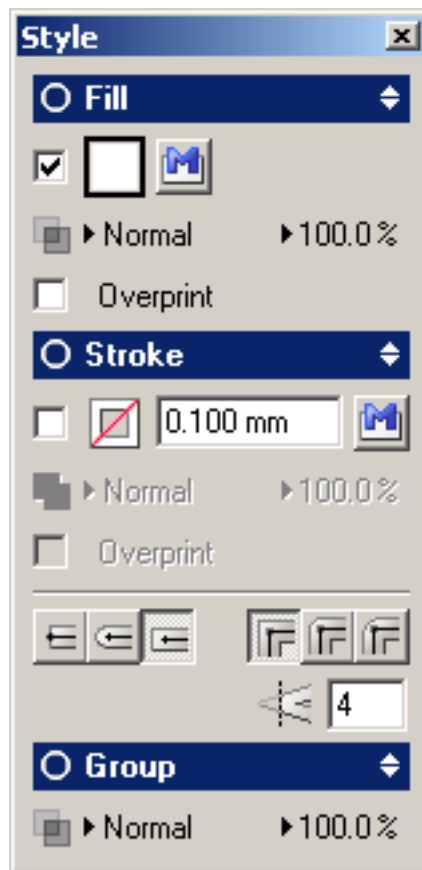 Style
Fill
M
Normal 100.0%
Overprint
Stroke
0.100 mm M
Normal 100.0%
Overprint
4
Group
Normal 100.0%